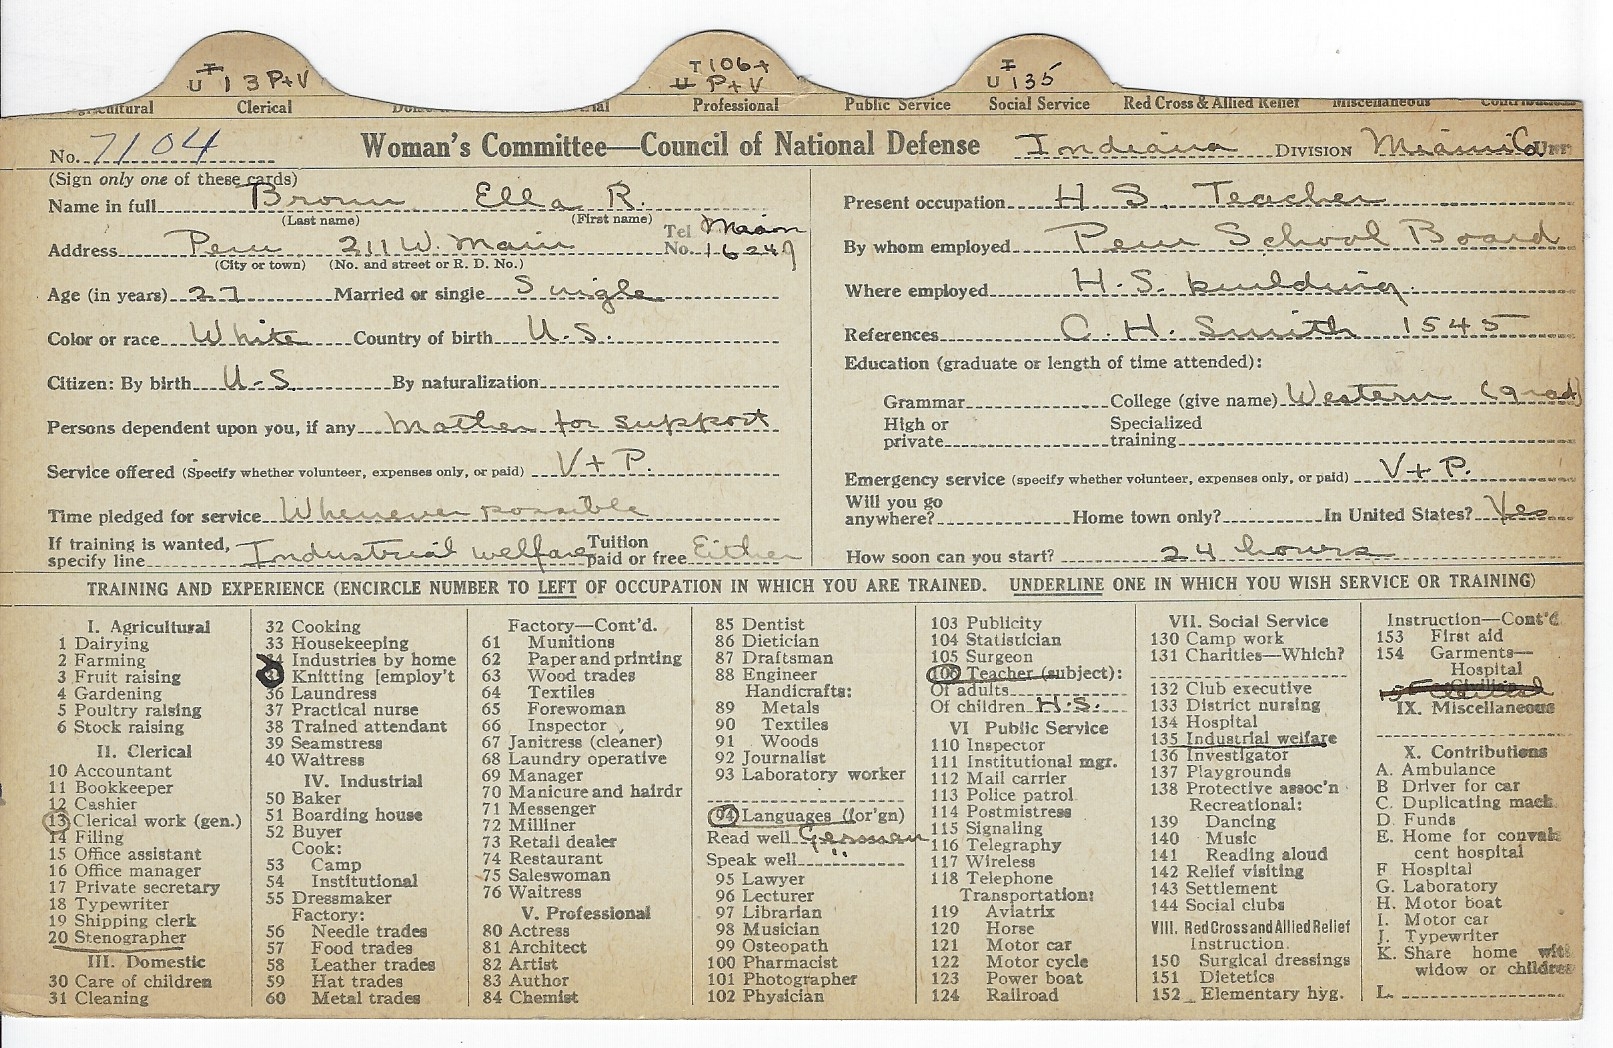 U T 13 P+V
T 106+
U P+V
T
U 135
Clerical Professional Public Service Social Service Red Cross & Allied Relief Miscellaneous
No. 7104 Woman's Committee—Council of National Defense Indiana DIVISION Miami Co. UNIT
(Sign only one of these cards)
Name in full Brown Ella R.
(Last name) (First name)
Address Peru 211 W. Main Tel No. Miam 1624
(City or town) (No. and street or R. D. No.)
Age (in years) 27 Married or single Single
Color or race White Country of birth U.S.
Citizen: By birth U-S By naturalization
Persons dependent upon you, if any Mother for support
Service offered (Specify whether volunteer, expenses only, or paid) V + P.
Time pledged for service Whenever possible
If training is wanted, specify line Industrial welfare Tuition paid or free Either
Present occupation H S. Teacher
By whom employed Peru School Board
Where employed H.S. building
References C. H. Smith 1545
Education (graduate or length of time attended):
Grammar College (give name) Western (grad)
High or private Specialized training
Emergency service (specify whether volunteer, expenses only, or paid) V + P.
Will you go anywhere? Home town only? In United States? Yes
How soon can you start? 24 hours
TRAINING AND EXPERIENCE (ENCIRCLE NUMBER TO LEFT OF OCCUPATION IN WHICH YOU ARE TRAINED. UNDERLINE ONE IN WHICH YOU WISH SERVICE OR TRAINING)
I. Agricultural
1 Dairying
2 Farming
3 Fruit raising
4 Gardening
5 Poultry raising
6 Stock raising
II. Clerical
10 Accountant
11 Bookkeeper
12 Cashier
13 Clerical work (gen.)
14 Filing
15 Office assistant
16 Office manager
17 Private secretary
18 Typewriter
19 Shipping clerk
20 Stenographer
III. Domestic
30 Care of children
31 Cleaning
32 Cooking
33 Housekeeping
34 Industries by home
Knitting [employ't
36 Laundress
37 Practical nurse
38 Trained attendant
39 Seamstress
40 Waitress
IV. Industrial
50 Baker
51 Boarding house
52 Buyer
Cook:
53 Camp
54 Institutional
55 Dressmaker
Factory:
56 Needle trades
57 Food trades
58 Leather trades
59 Hat trades
60 Metal trades
Factory—Cont'd.
61 Munitions
62 Paper and printing
63 Wood trades
64 Textiles
65 Forewoman
66 Inspector
67 Janitress (cleaner)
68 Laundry operative
69 Manager
70 Manicure and hairdr
71 Messenger
72 Milliner
73 Retail dealer
74 Restaurant
75 Saleswoman
76 Waitress
V. Professional
80 Actress
81 Architect
82 Artist
83 Author
84 Chemist
85 Dentist
86 Dietician
87 Draftsman
88 Engineer
Handicrafts:
89 Metals
90 Textiles
91 Woods
92 Journalist
93 Laboratory worker
94 Languages (for'gn)
Read well German
Speak well "
95 Lawyer
96 Lecturer
97 Librarian
98 Musician
99 Osteopath
100 Pharmacist
101 Photographer
102 Physician
103 Publicity
104 Statistician
105 Surgeon
106 Teacher (subject):
Of adults
Of children H.S.
VI Public Service
110 Inspector
111 Institutional mgr.
112 Mail carrier
113 Police patrol
114 Postmistress
115 Signaling
116 Telegraphy
117 Wireless
118 Telephone
Transportation:
119 Aviatrix
120 Horse
121 Motor car
122 Motor cycle
123 Power boat
124 Railroad
VII. Social Service
130 Camp work
131 Charities—Which?
132 Club executive
133 District nursing
134 Hospital
135 Industrial welfare
136 Investigator
137 Playgrounds
138 Protective assoc'n
Recreational:
139 Dancing
140 Music
141 Reading aloud
142 Relief visiting
143 Settlement
144 Social clubs
VIII. Red Cross and Allied Relief
Instruction.
150 Surgical dressings
151 Dietetics
152 Elementary hyg.
Instruction—Cont'd
153 First aid
154 Garments—
Hospital
IX. Miscellaneous
X. Contributions
A. Ambulance
B Driver for car
C. Duplicating mach.
D. Funds
E. Home for convales
cent hospital
F Hospital
G. Laboratory
H. Motor boat
I. Motor car
J. Typewriter
K. Share home with
widow or children
L.